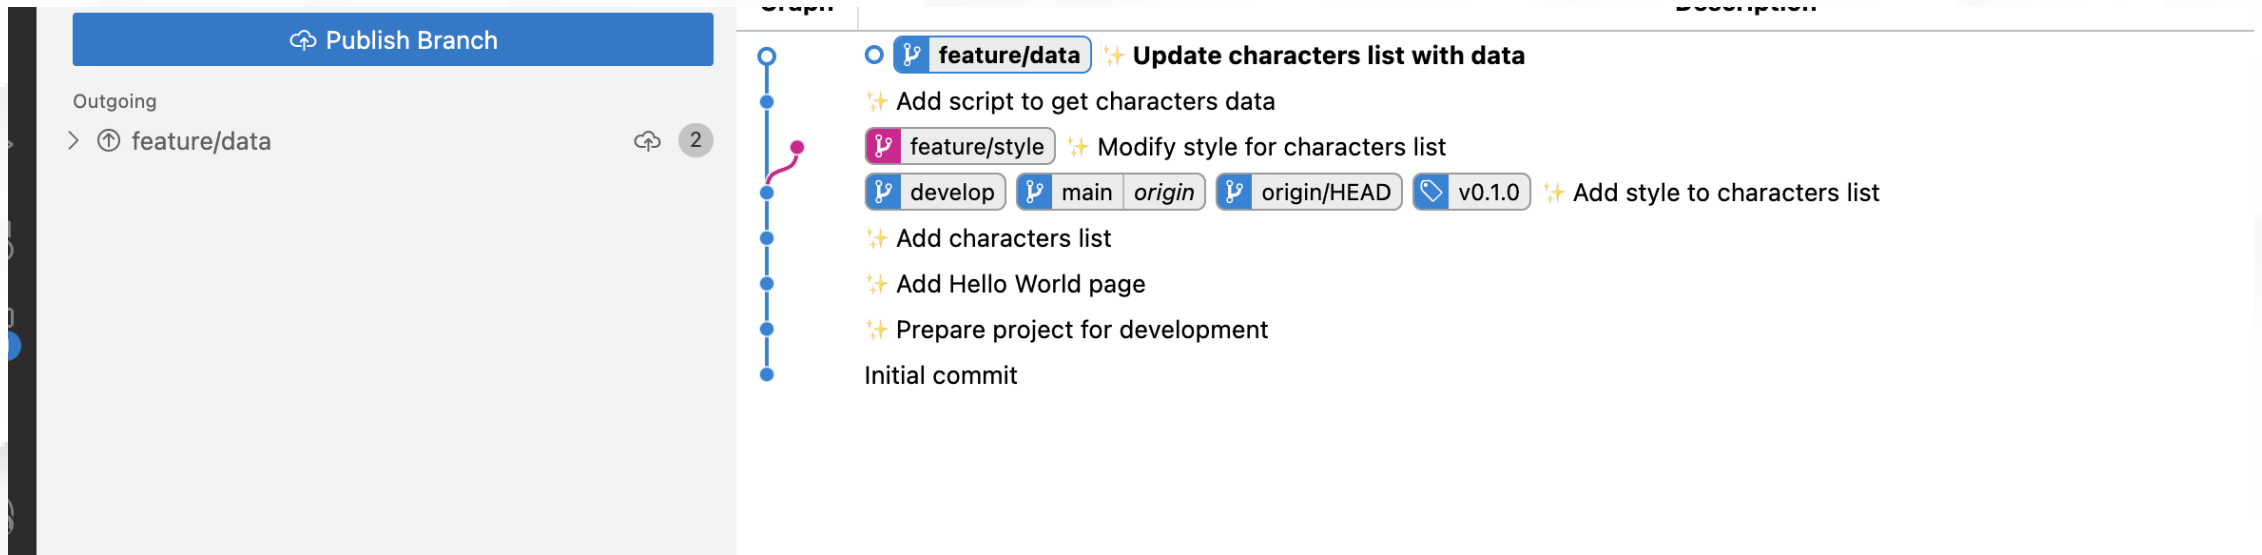 Graph Description
Publish Branch
Outgoing
feature/data 2
feature/data ✨ Update characters list with data
✨ Add script to get characters data
feature/style ✨ Modify style for characters list
develop main origin origin/HEAD v0.1.0 ✨ Add style to characters list
✨ Add characters list
✨ Add Hello World page
✨ Prepare project for development
Initial commit